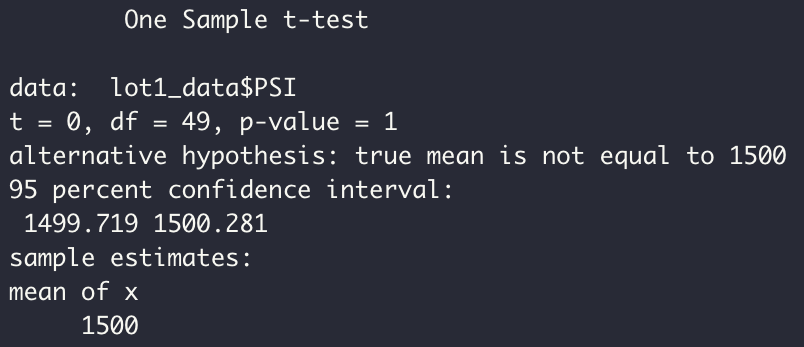 One Sample t-test
data:  lot1_data$PSI
t = 0, df = 49, p-value = 1
alternative hypothesis: true mean is not equal to 1500
95 percent confidence interval:
1499.719 1500.281
sample estimates:
mean of x
1500